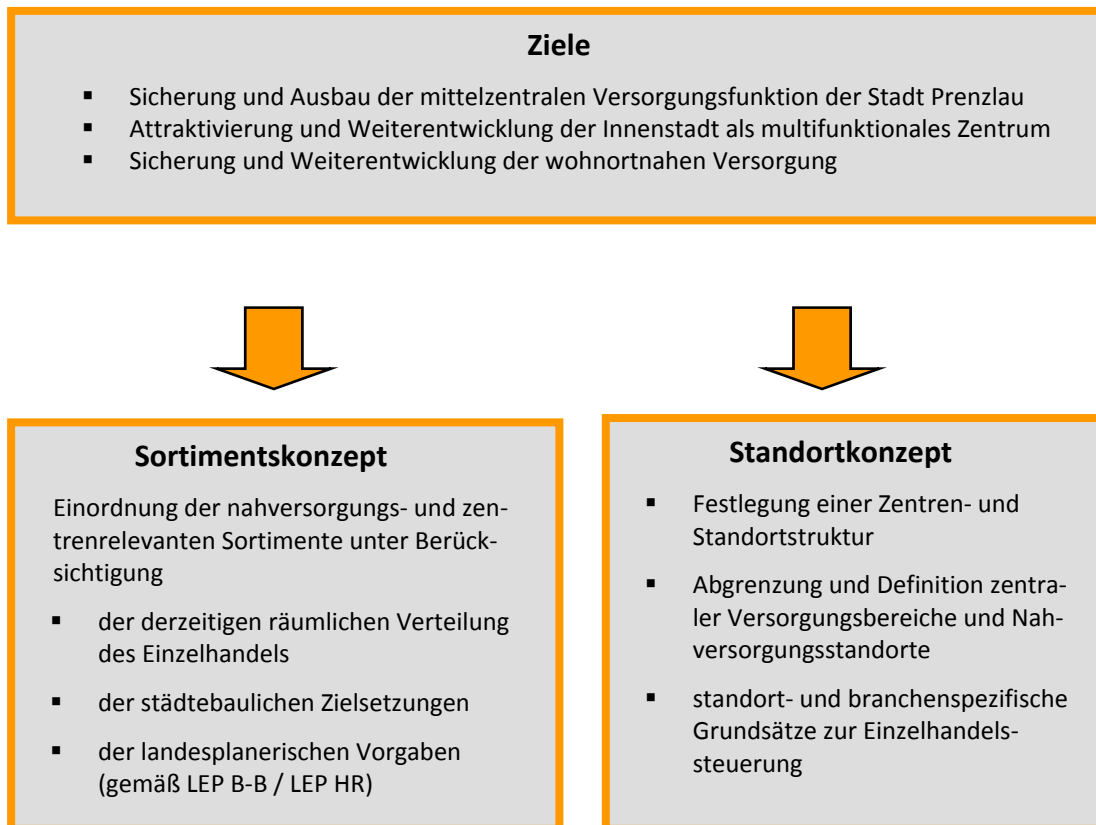 Ziele
▪ Sicherung und Ausbau der mittelzentralen Versorgungsfunktion der Stadt Prenzlau
▪ Attraktivierung und Weiterentwicklung der Innenstadt als multifunktionales Zentrum
▪ Sicherung und Weiterentwicklung der wohnortnahen Versorgung
Sortimentskonzept
Einordnung der nahversorgungs- und zen-
trenrelevanten Sortimente unter Berück-
sichtigung
▪ der derzeitigen räumlichen Verteilung
des Einzelhandels
▪ der städtebaulichen Zielsetzungen
▪ der landesplanerischen Vorgaben
(gemäß LEP B-B / LEP HR)
Standortkonzept
▪ Festlegung einer Zentren- und
Standortstruktur
▪ Abgrenzung und Definition zentra-
ler Versorgungsbereiche und Nah-
versorgungsstandorte
▪ standort- und branchenspezifische
Grundsätze zur Einzelhandels-
steuerung